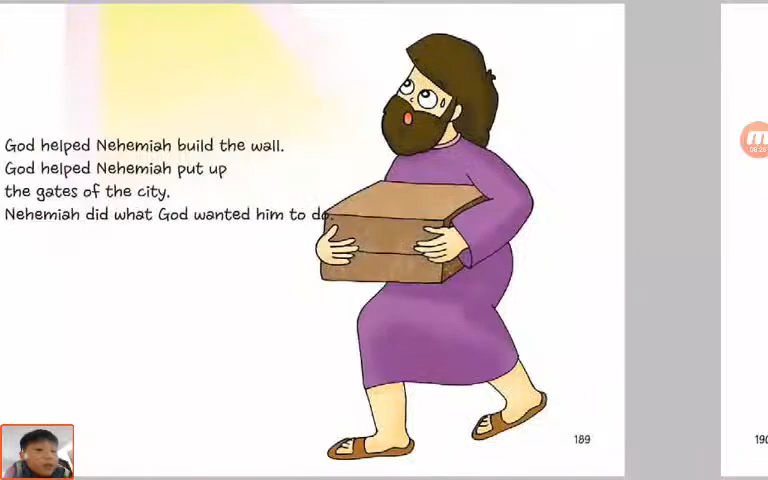 God helped Nehemiah build the wall.
God helped Nehemiah put up
the gates of the city.
Nehemiah did what God wanted him to do.
189
190